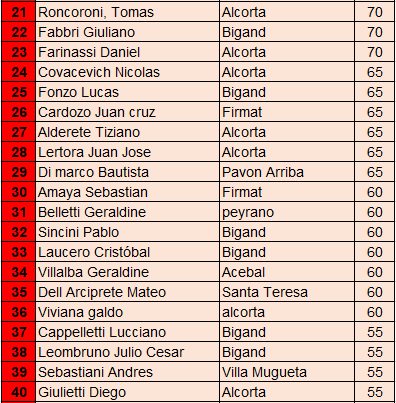 21 Roncoroni, Tomas Alcorta 70
22 Fabbri Giuliano Bigand 70
23 Farinassi Daniel Alcorta 70
24 Covacevich Nicolas Alcorta 65
25 Fonzo Lucas Bigand 65
26 Cardozo Juan cruz Firmat 65
27 Alderete Tiziano Alcorta 65
28 Lertora Juan Jose Alcorta 65
29 Di marco Bautista Pavon Arriba 65
30 Amaya Sebastian Firmat 60
31 Belletti Geraldine peyrano 60
32 Sincini Pablo Bigand 60
33 Laucero Cristóbal Bigand 60
34 Villalba Geraldine Acebal 60
35 Dell Arciprete Mateo Santa Teresa 60
36 Viviana galdo alcorta 60
37 Cappelletti Lucciano Bigand 55
38 Leombruno Julio Cesar Bigand 55
39 Sebastiani Andres Villa Mugueta 55
40 Giulietti Diego Alcorta 55